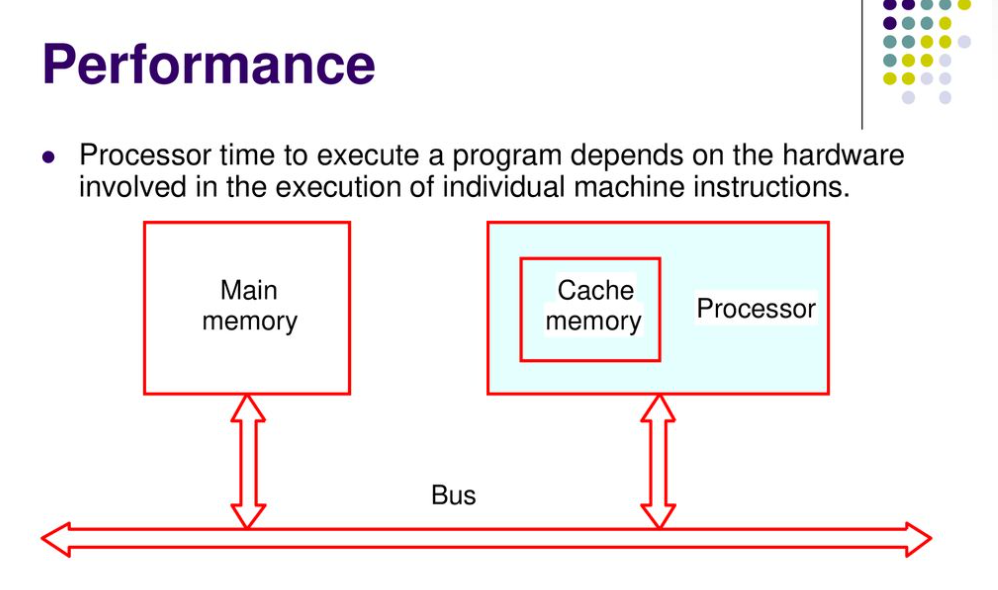 Performance
Processor time to execute a program depends on the hardware
involved in the execution of individual machine instructions.
Main
memory
Cache
memory
Processor
Bus